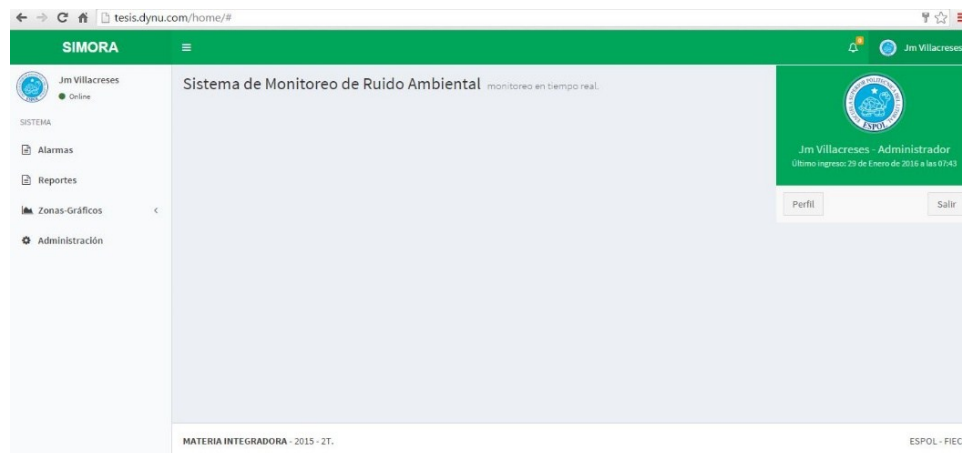 tesis.dynu.com/home/#
SIMORA
Jm Villacreses
Jm Villacreses
Online
SISTEMA
Alarmas
Reportes
Zonas-Gráficos
Administración
Sistema de Monitoreo de Ruido Ambiental monitoreo en tiempo real.
ESPOL
Jm Villacreses - Administrador
Último ingreso: 29 de Enero de 2016 a las 07:43
Perfil
Salir
MATERIA INTEGRADORA - 2015 - 2T.
ESPOL - FIEC